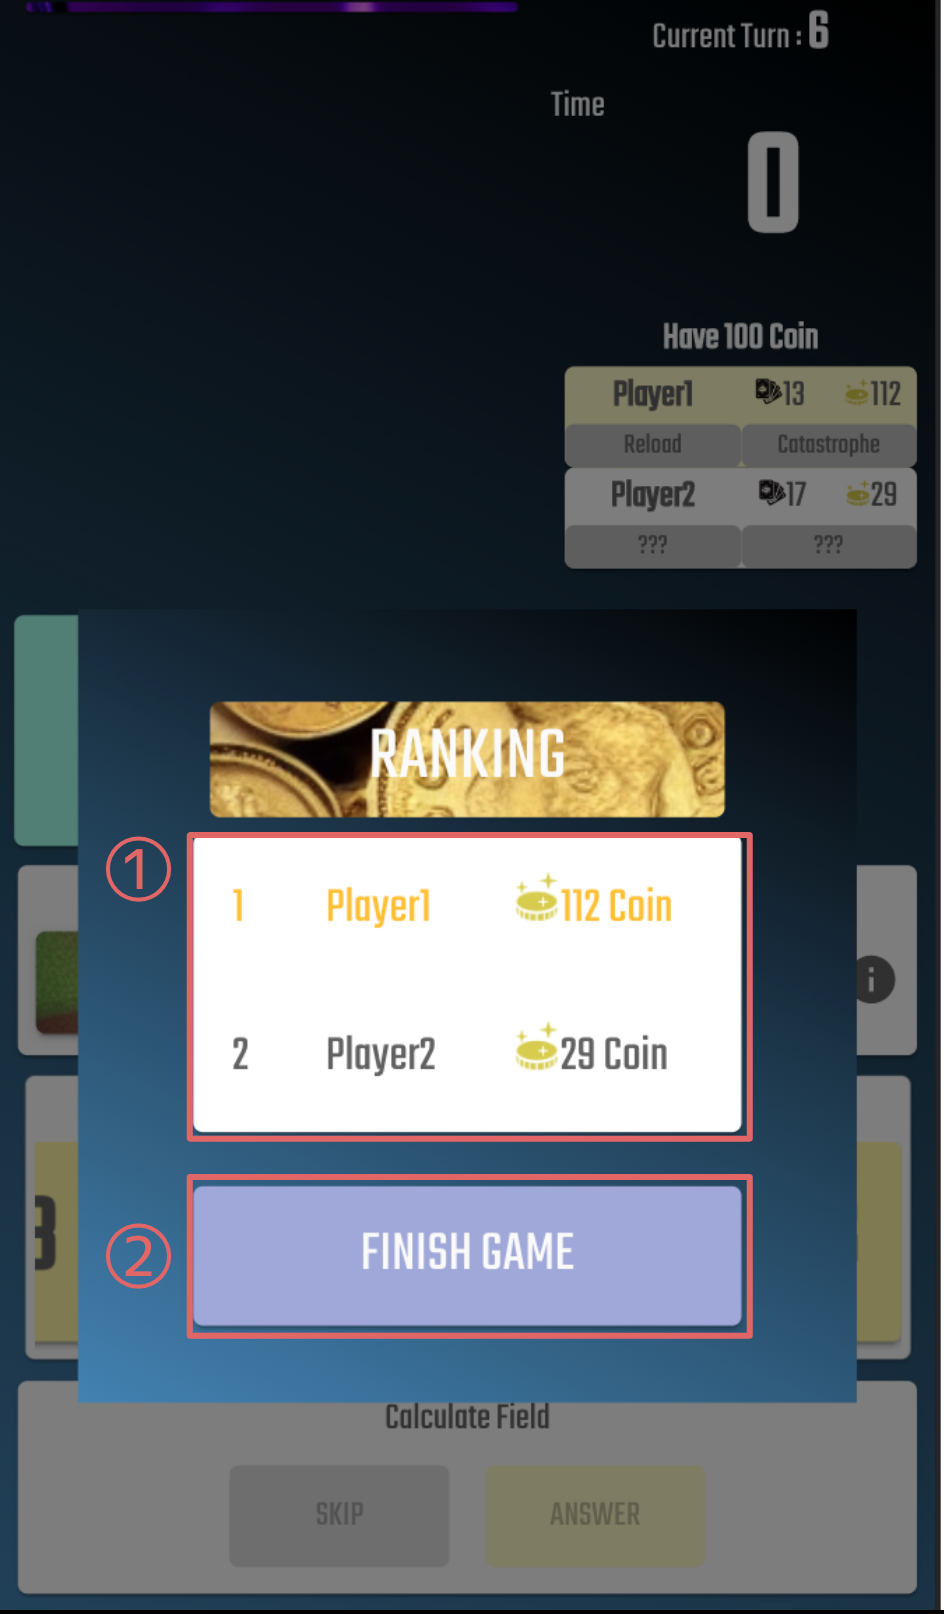 Current Turn : 6
Time
0
Have 100 Coin
Player1 13 112
Reload Catastrophe
Player2 17 29
??? ???
RANKING
①
1 Player1 112 Coin
2 Player2 29 Coin
②
FINISH GAME
Calculate Field
SKIP ANSWER